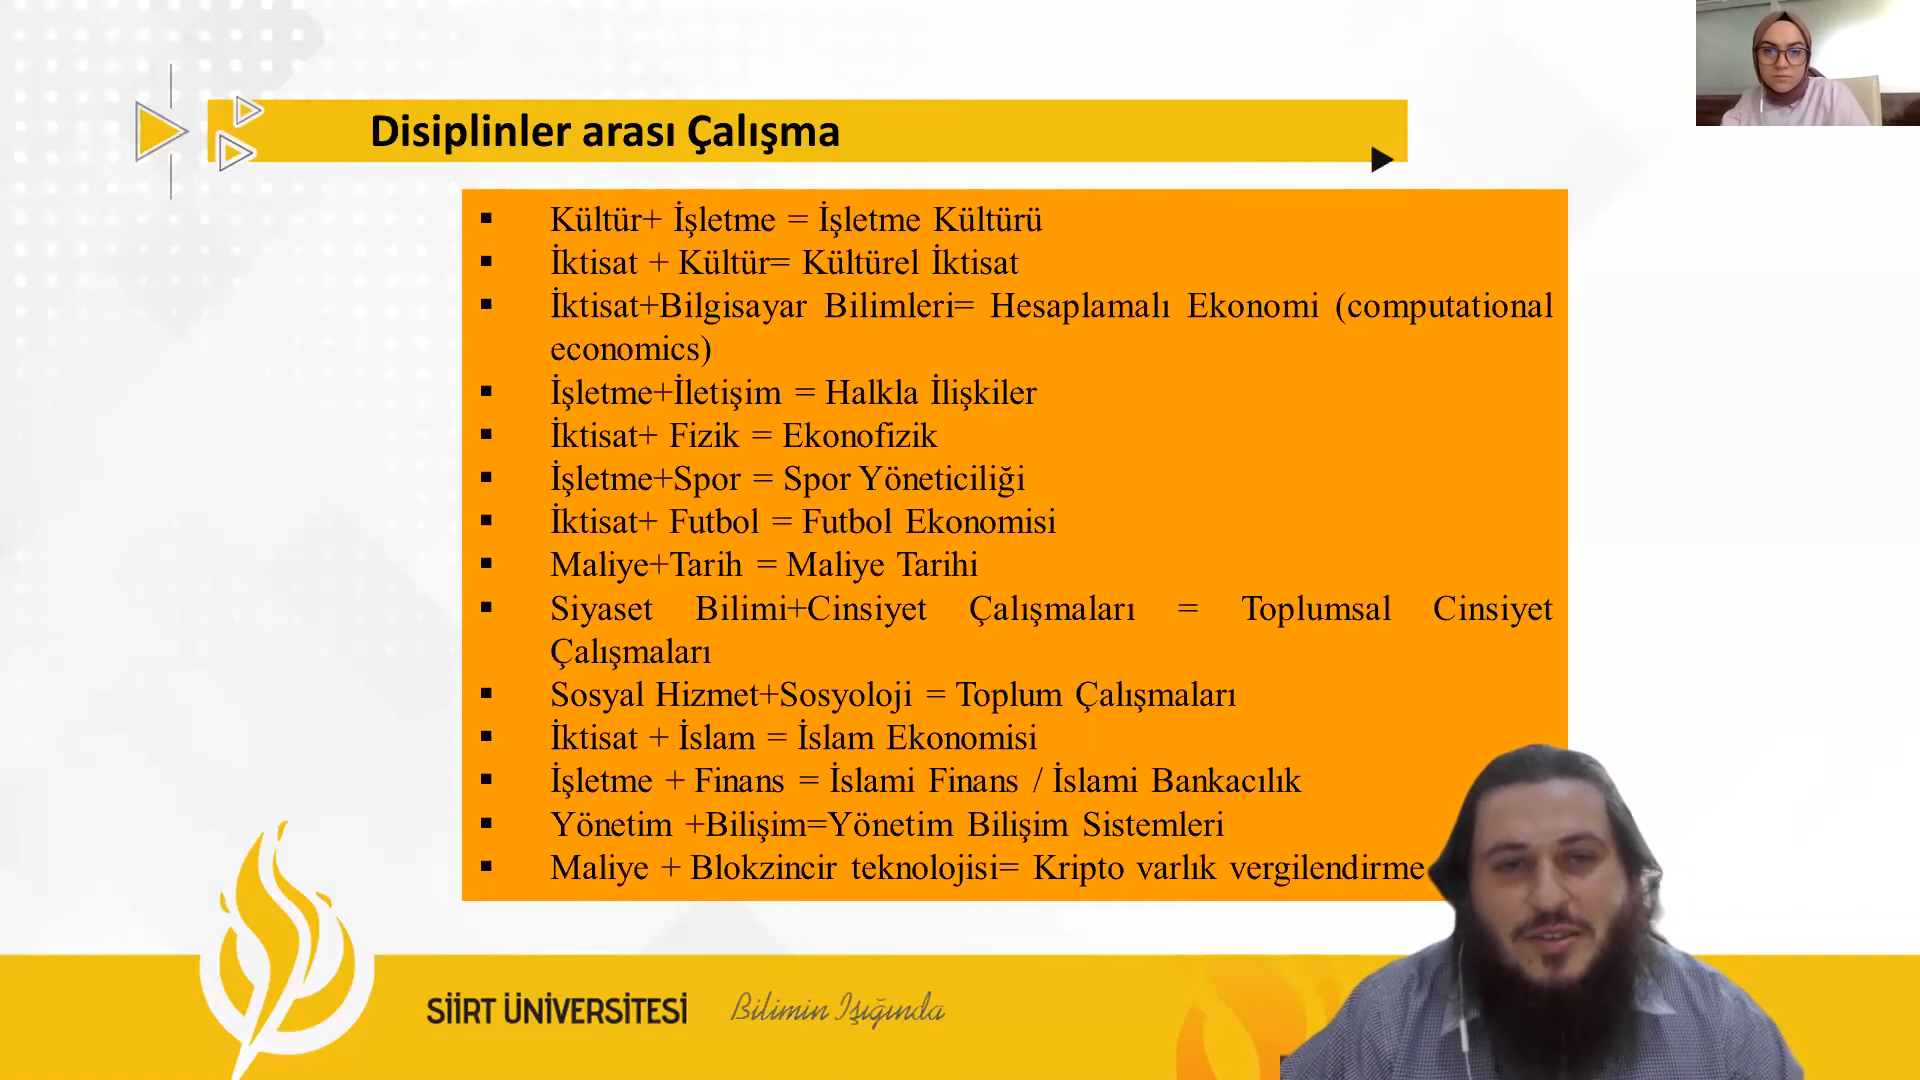 Disiplinler arası Çalışma
▪ Kültür+ İşletme = İşletme Kültürü
▪ İktisat + Kültür= Kültürel İktisat
▪ İktisat+Bilgisayar Bilimleri= Hesaplamalı Ekonomi (computational
economics)
▪ İşletme+İletişim = Halkla İlişkiler
▪ İktisat+ Fizik = Ekonofizik
▪ İşletme+Spor = Spor Yöneticiliği
▪ İktisat+ Futbol = Futbol Ekonomisi
▪ Maliye+Tarih = Maliye Tarihi
▪ Siyaset Bilimi+Cinsiyet Çalışmaları = Toplumsal Cinsiyet
Çalışmaları
▪ Sosyal Hizmet+Sosyoloji = Toplum Çalışmaları
▪ İktisat + İslam = İslam Ekonomisi
▪ İşletme + Finans = İslami Finans / İslami Bankacılık
▪ Yönetim +Bilişim=Yönetim Bilişim Sistemleri
▪ Maliye + Blokzincir teknolojisi= Kripto varlık vergilendirme
SİİRT ÜNİVERSİTESİ Bilimin Işığında